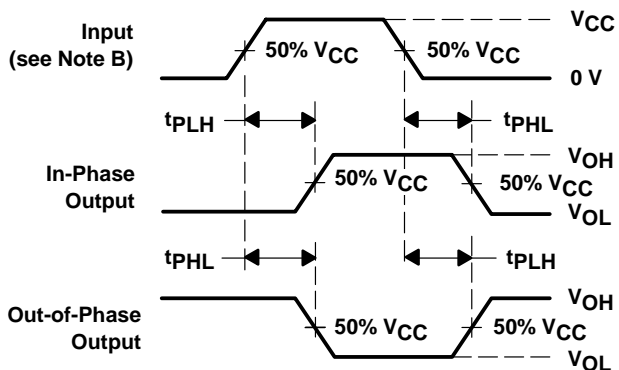 Input
(see Note B)
50% VCC
50% VCC
VCC
0 V
tPLH
tPHL
In-Phase
Output
50% VCC
50% VCC
VOH
VOL
tPHL
tPLH
Out-of-Phase
Output
50% VCC
50% VCC
VOH
VOL